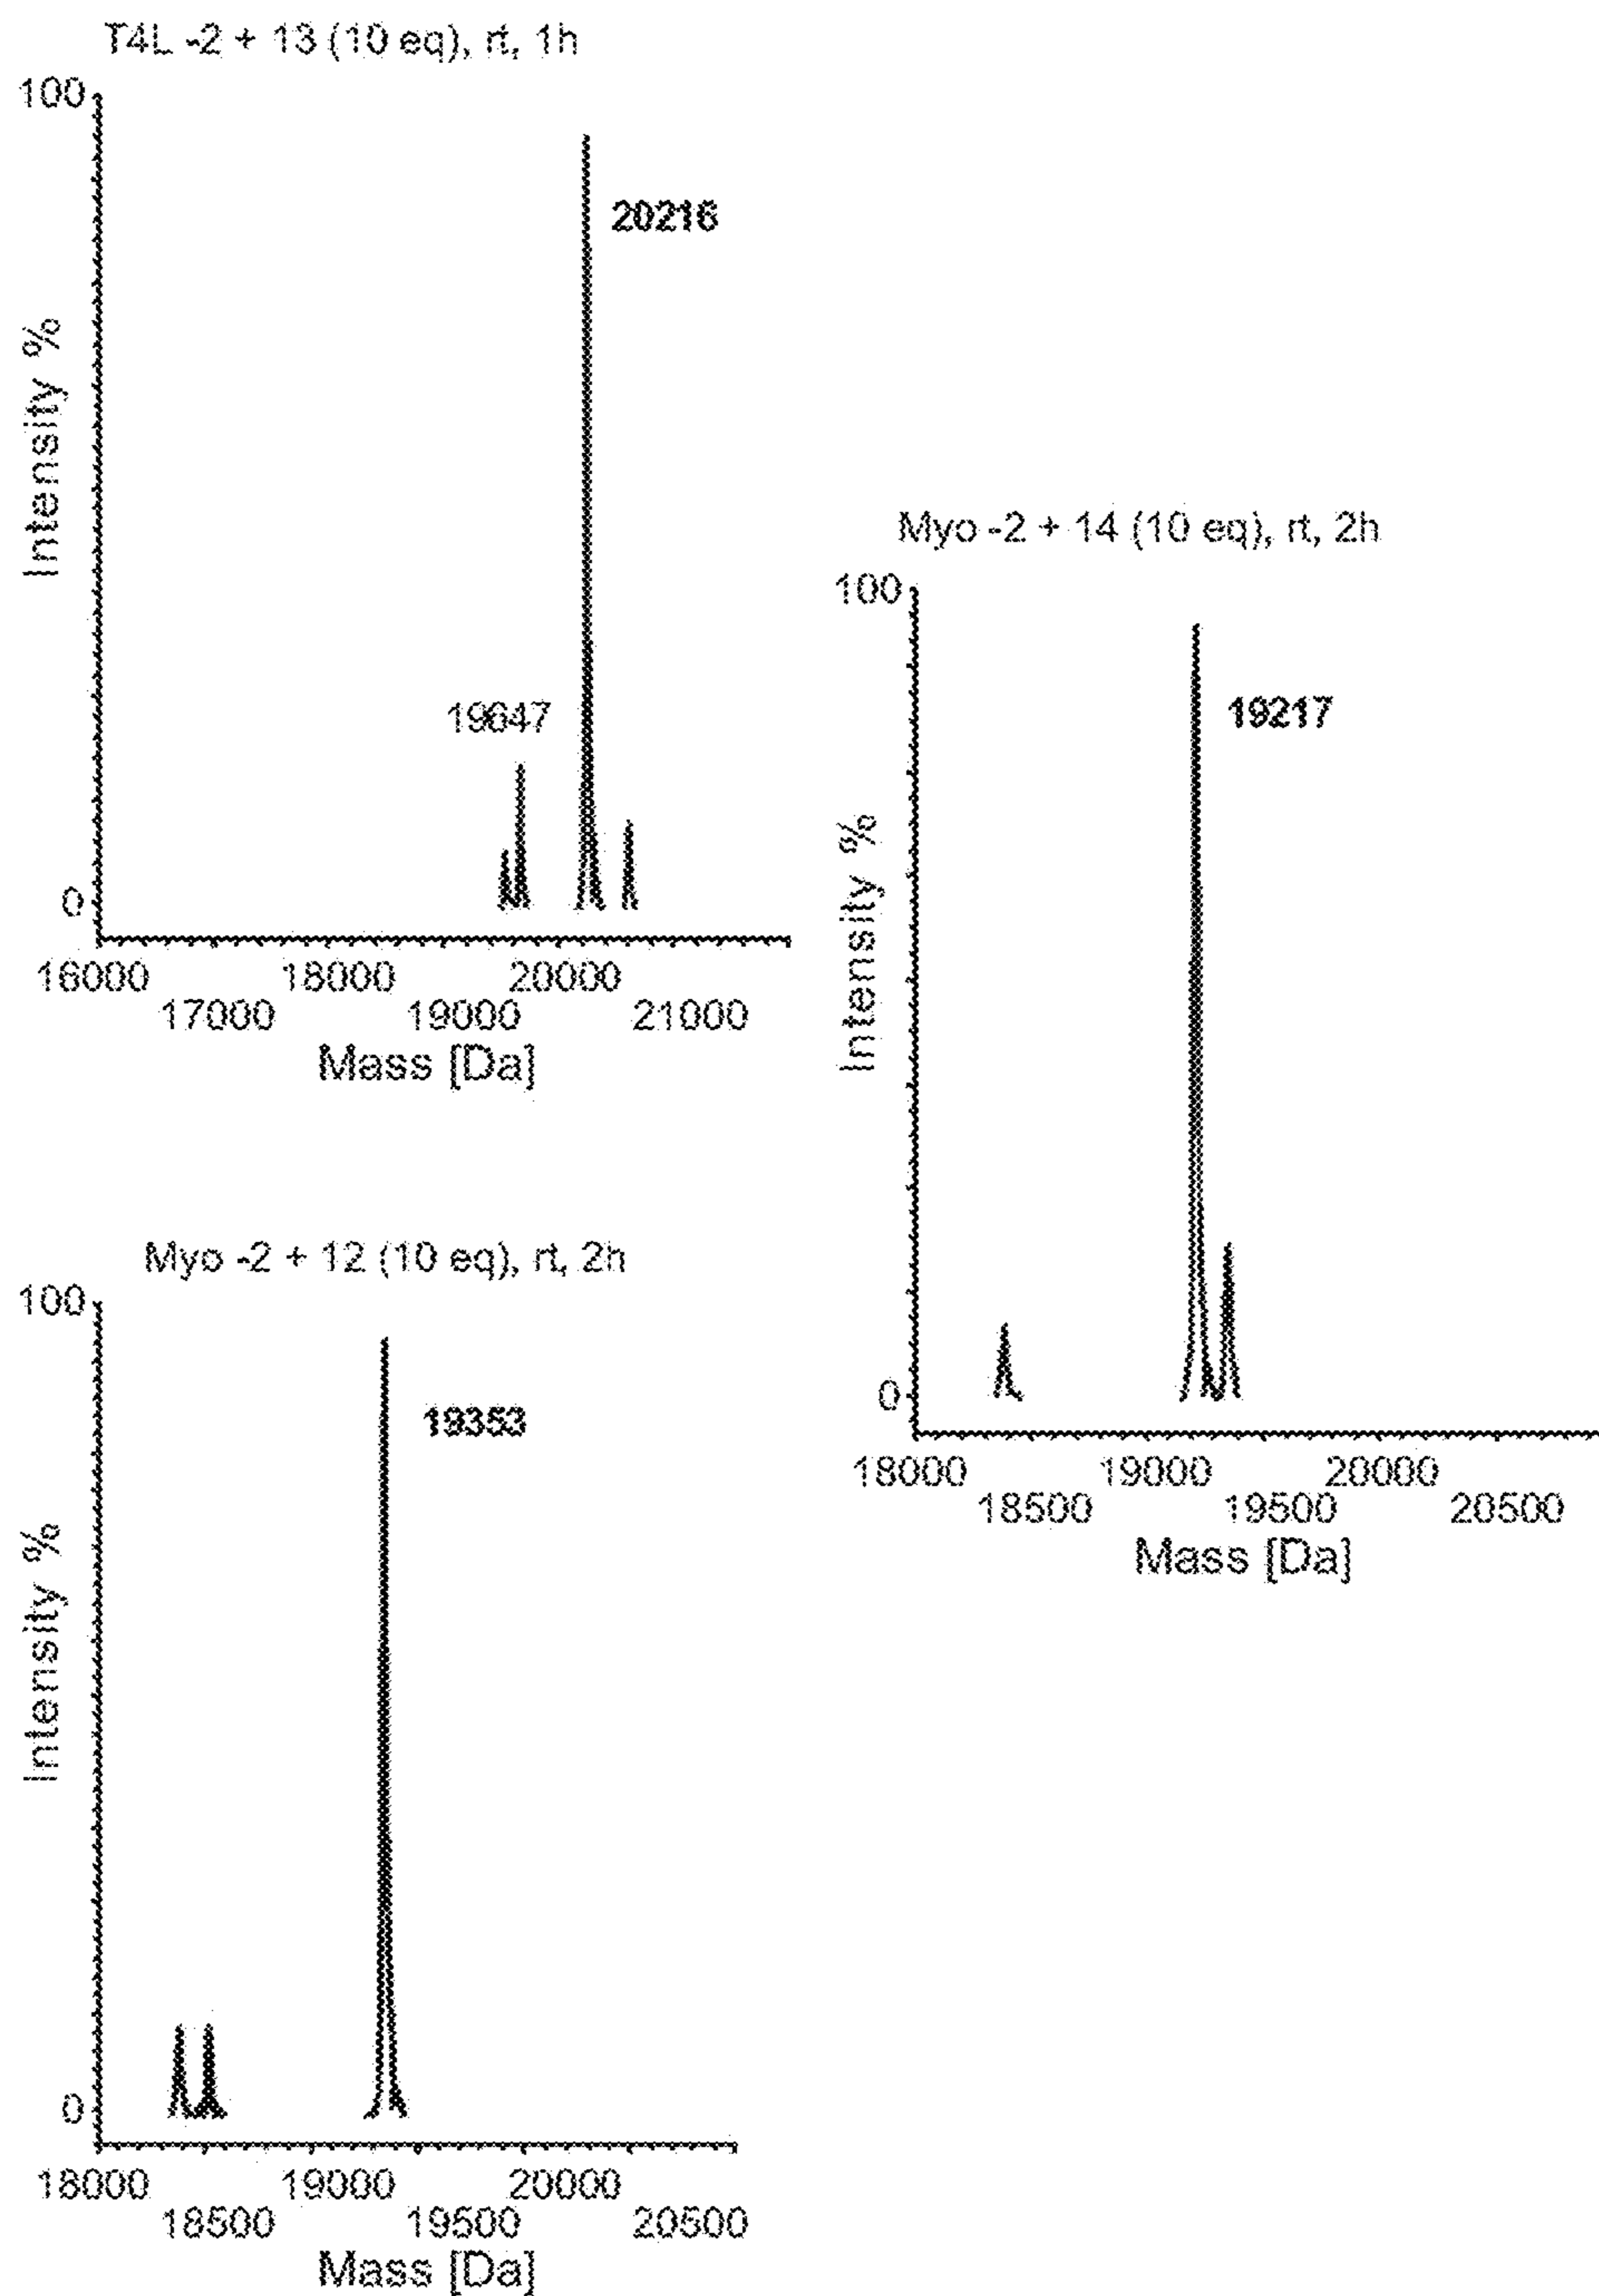 T4L -2 + 13 (10 eq), rt, 1h
100
20216
Intensity %
19647
0
16000 18000 20000
17000 19000 21000
Mass [Da]
Myo -2 + 14 (10 eq), rt, 2h
100
19217
Intensity %
0
18000 19000 20000
18500 19500 20500
Mass [Da]
Myo -2 + 12 (10 eq), rt, 2h
100
19353
Intensity %
0
18000 19000 20000
18500 19500 20500
Mass [Da]